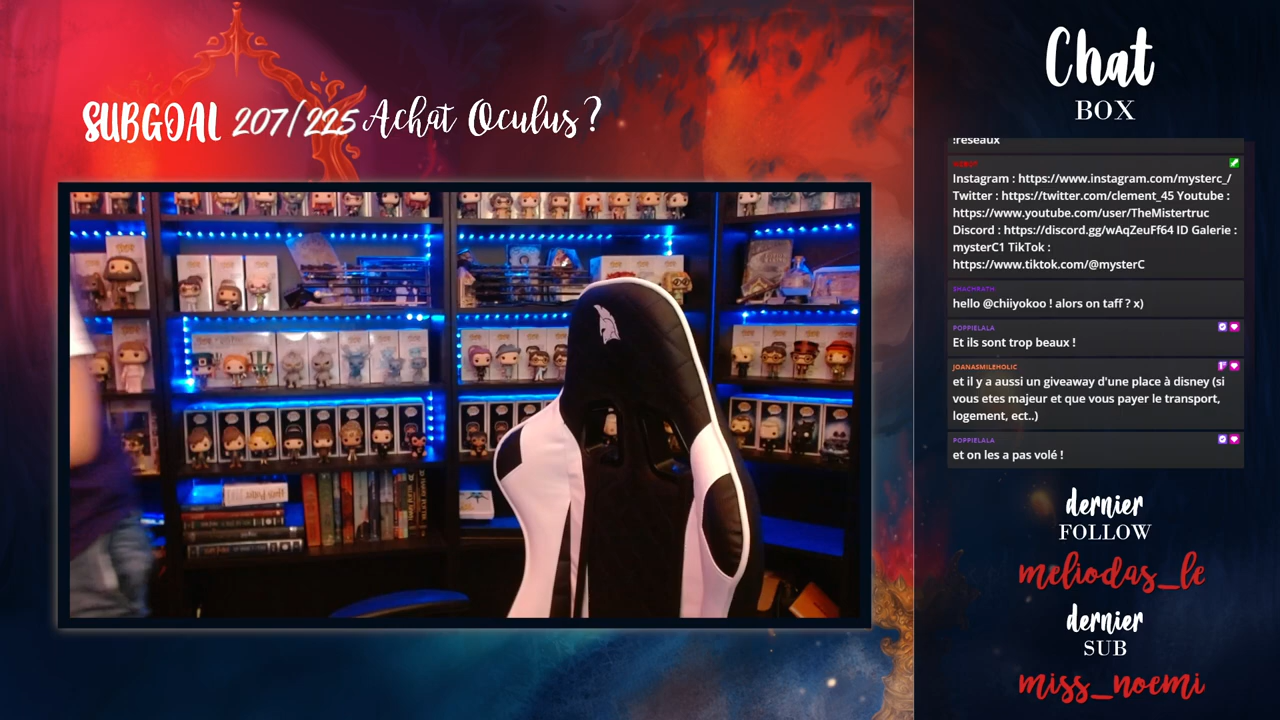 SUBGOAL 207/225 Achat Oculus ?
Chat
BOX
!reseaux
Instagram : https://www.instagram.com/mysterc_/
Twitter : https://twitter.com/clement_45 Youtube :
https://www.youtube.com/user/TheMistertruc
Discord : https://discord.gg/wAqZeuFf64 ID Galerie :
mysterC1 TikTok :
https://www.tiktok.com/@mysterC
SHACHRATH
hello @chiiyokoo ! alors on taff ? x)
POPPIELALA
Et ils sont trop beaux !
JOANASMILEHOLIC
et il y a aussi un giveaway d'une place à disney (si
vous etes majeur et que vous payer le transport,
logement, ect..)
POPPIELALA
et on les a pas volé !
dernier
FOLLOW
meliodas_le
dernier
SUB
miss_noemi